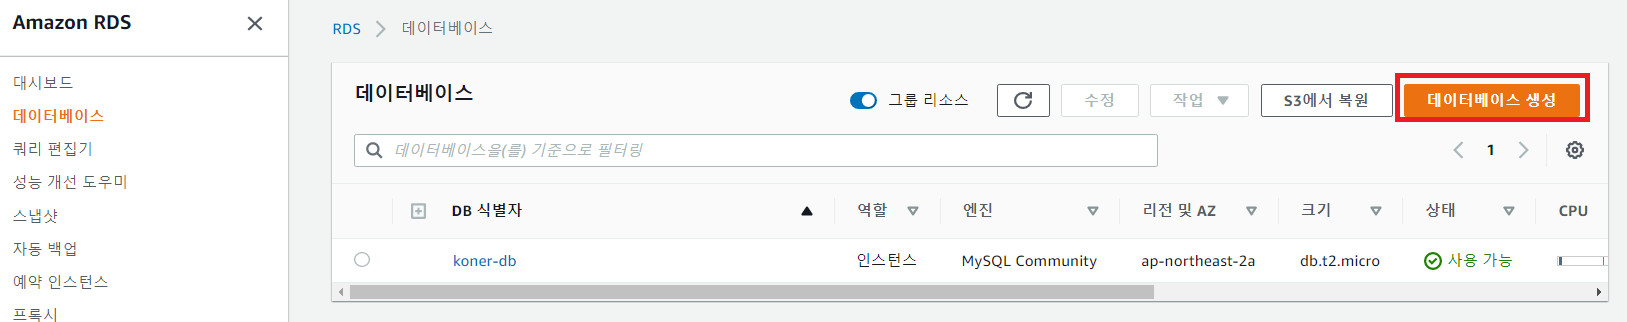 Amazon RDS
대시보드
데이터베이스
쿼리 편집기
성능 개선 도우미
스냅샷
자동 백업
예약 인스턴스
프록시
RDS > 데이터베이스
데이터베이스 그룹 리소스 수정 작업 S3에서 복원 데이터베이스 생성
데이터베이스을(를) 기준으로 필터링 1
DB 식별자 역할 엔진 리전 및 AZ 크기 상태 CPU
koner-db 인스턴스 MySQL Community ap-northeast-2a db.t2.micro 사용 가능